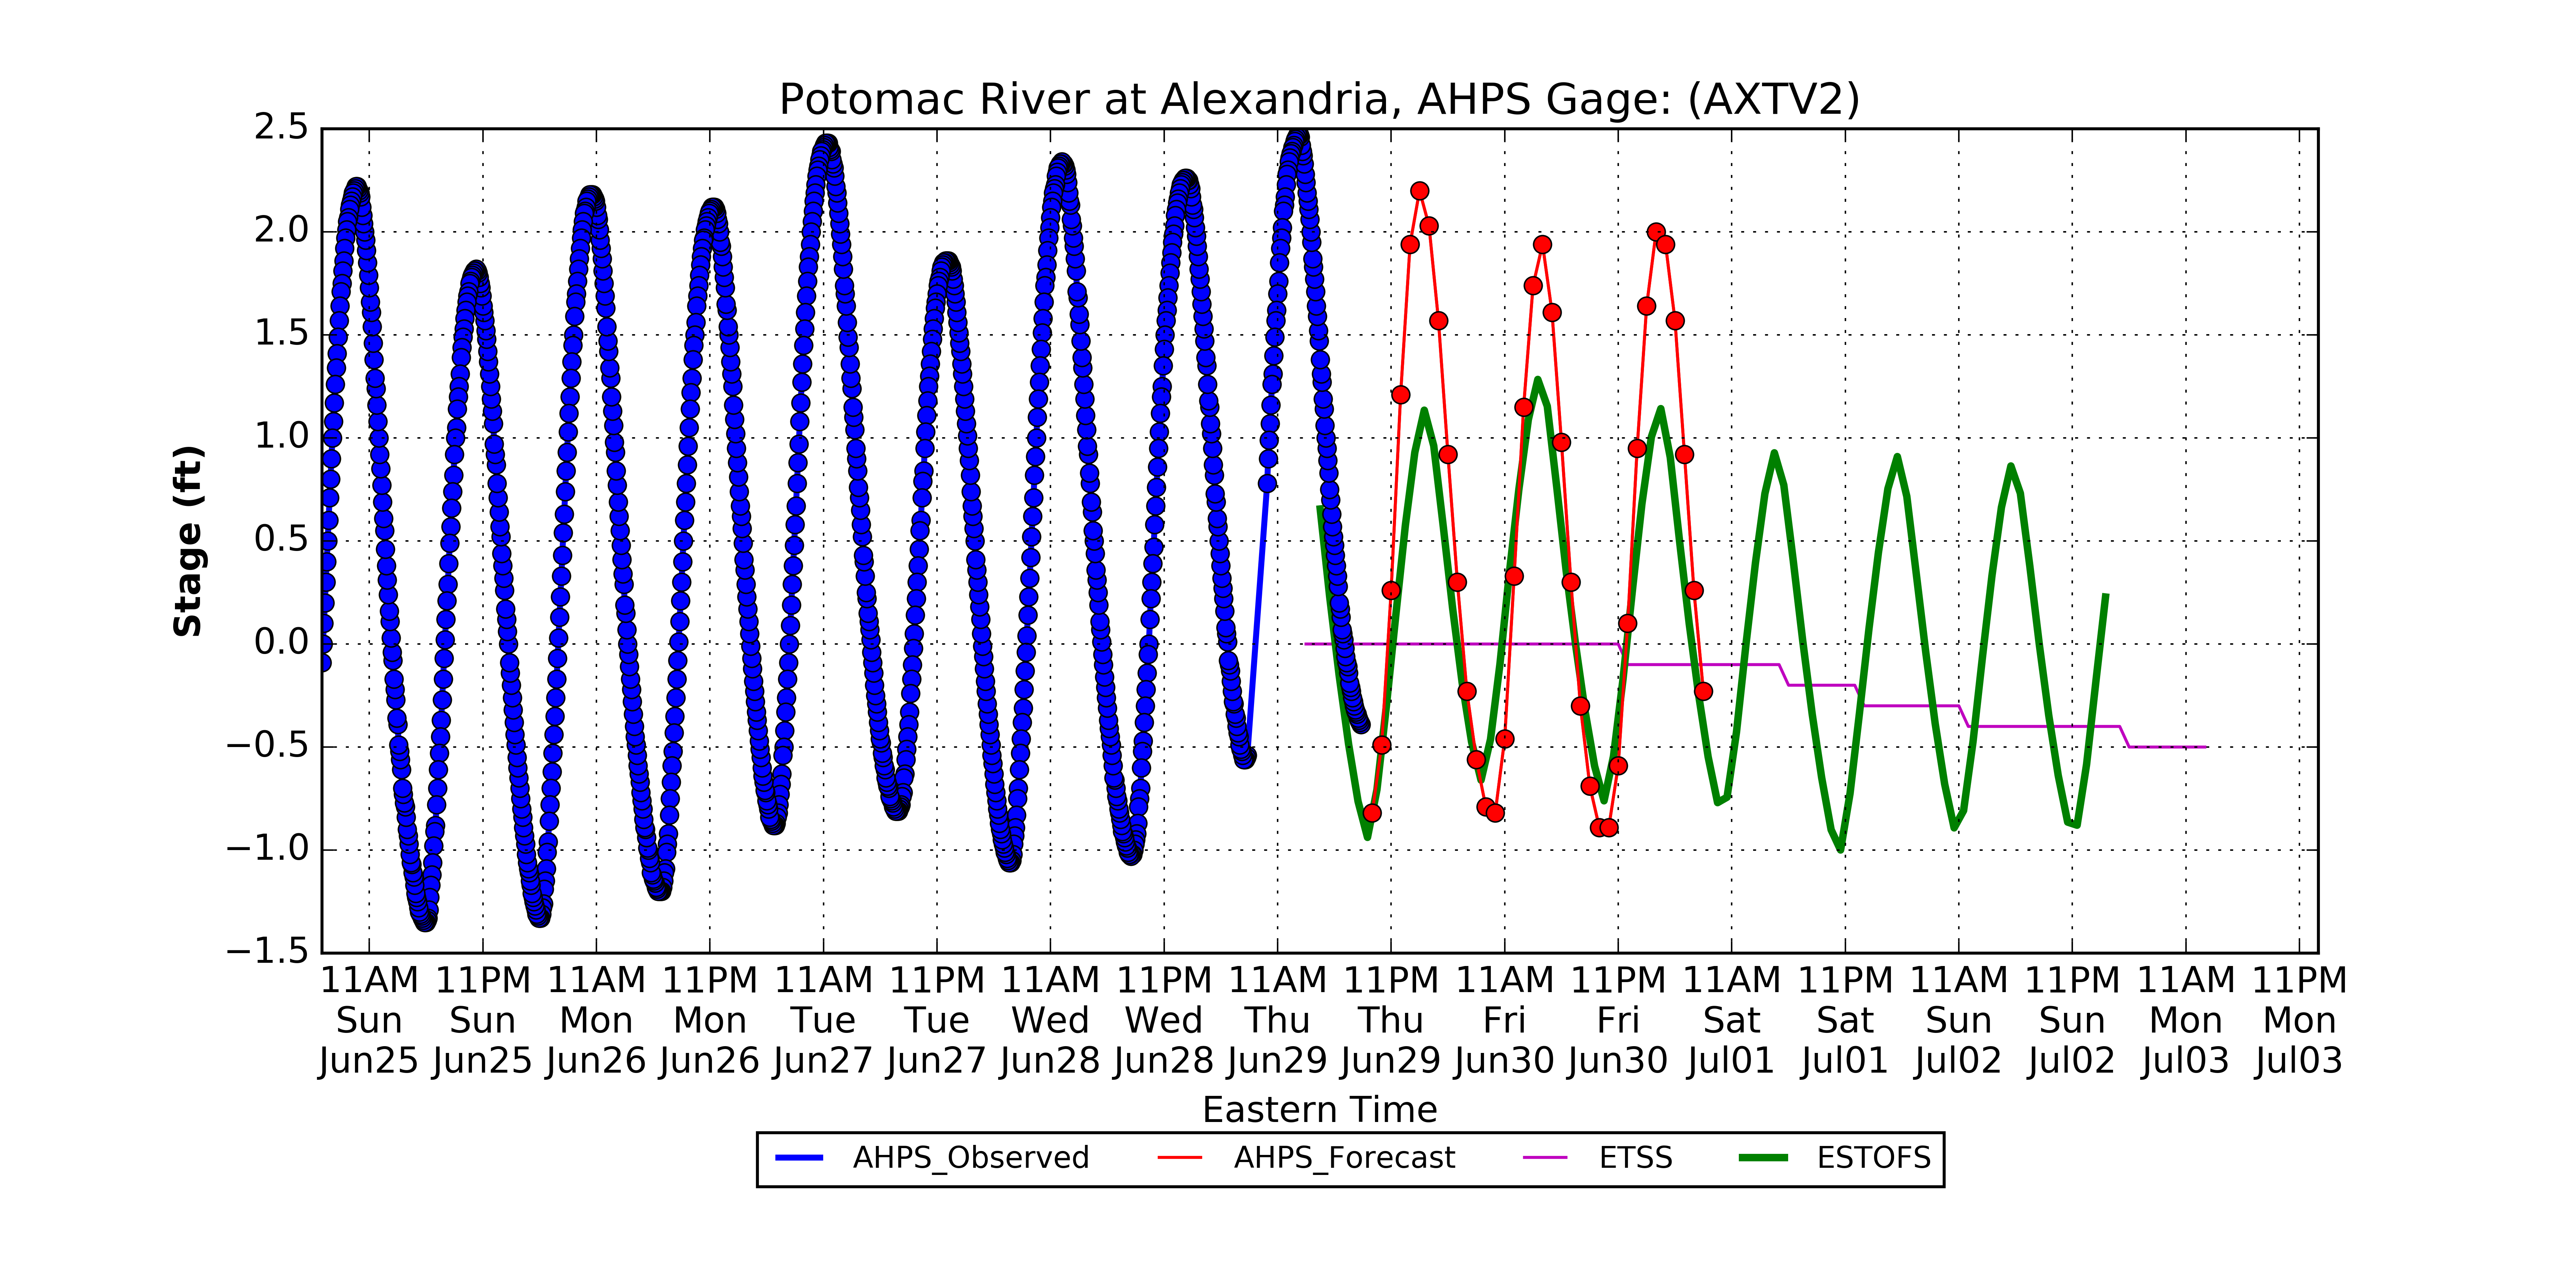 Potomac River at Alexandria, AHPS Gage: (AXTV2)
2.5
2.0
1.5
1.0
0.5
0.0
−0.5
−1.0
−1.5
Stage (ft)
11AM 11PM 11AM 11PM 11AM 11PM 11AM 11PM 11AM 11PM 11AM 11PM 11AM 11PM 11AM 11PM 11AM 11PM
Sun Sun Mon Mon Tue Tue Wed Wed Thu Thu Fri Fri Sat Sat Sun Sun Mon Mon
Jun25 Jun25 Jun26 Jun26 Jun27 Jun27 Jun28 Jun28 Jun29 Jun29 Jun30 Jun30 Jul01 Jul01 Jul02 Jul02 Jul03 Jul03
Eastern Time
AHPS_Observed AHPS_Forecast ETSS ESTOFS